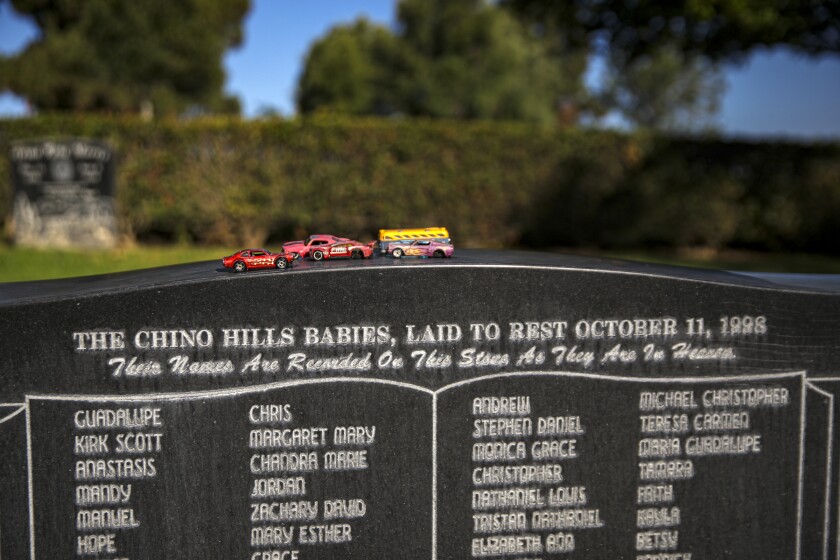 THE CHINO HILLS BABIES, LAID TO REST OCTOBER 11, 1998
Their Names Are Recorded On This Stone As They Are In Heaven.
GUADALUPE
KIRK SCOTT
ANASTASIS
MANDY
MANUEL
HOPE
CHRIS
MARGARET MARY
CHANDRA MARIE
JORDAN
ZACHARY DAVID
MARY ESTHER
GRACE
ANDREW
STEPHEN DANIEL
MONICA GRACE
CHRISTOPHER
NATHANIEL LOUIS
TRISTAN NATHANIEL
ELIZABETH ANN
MICHAEL CHRISTOPHER
TERESA CARMEN
MARIA GUADALUPE
TAMARA
FAITH
KAYLA
BETSY